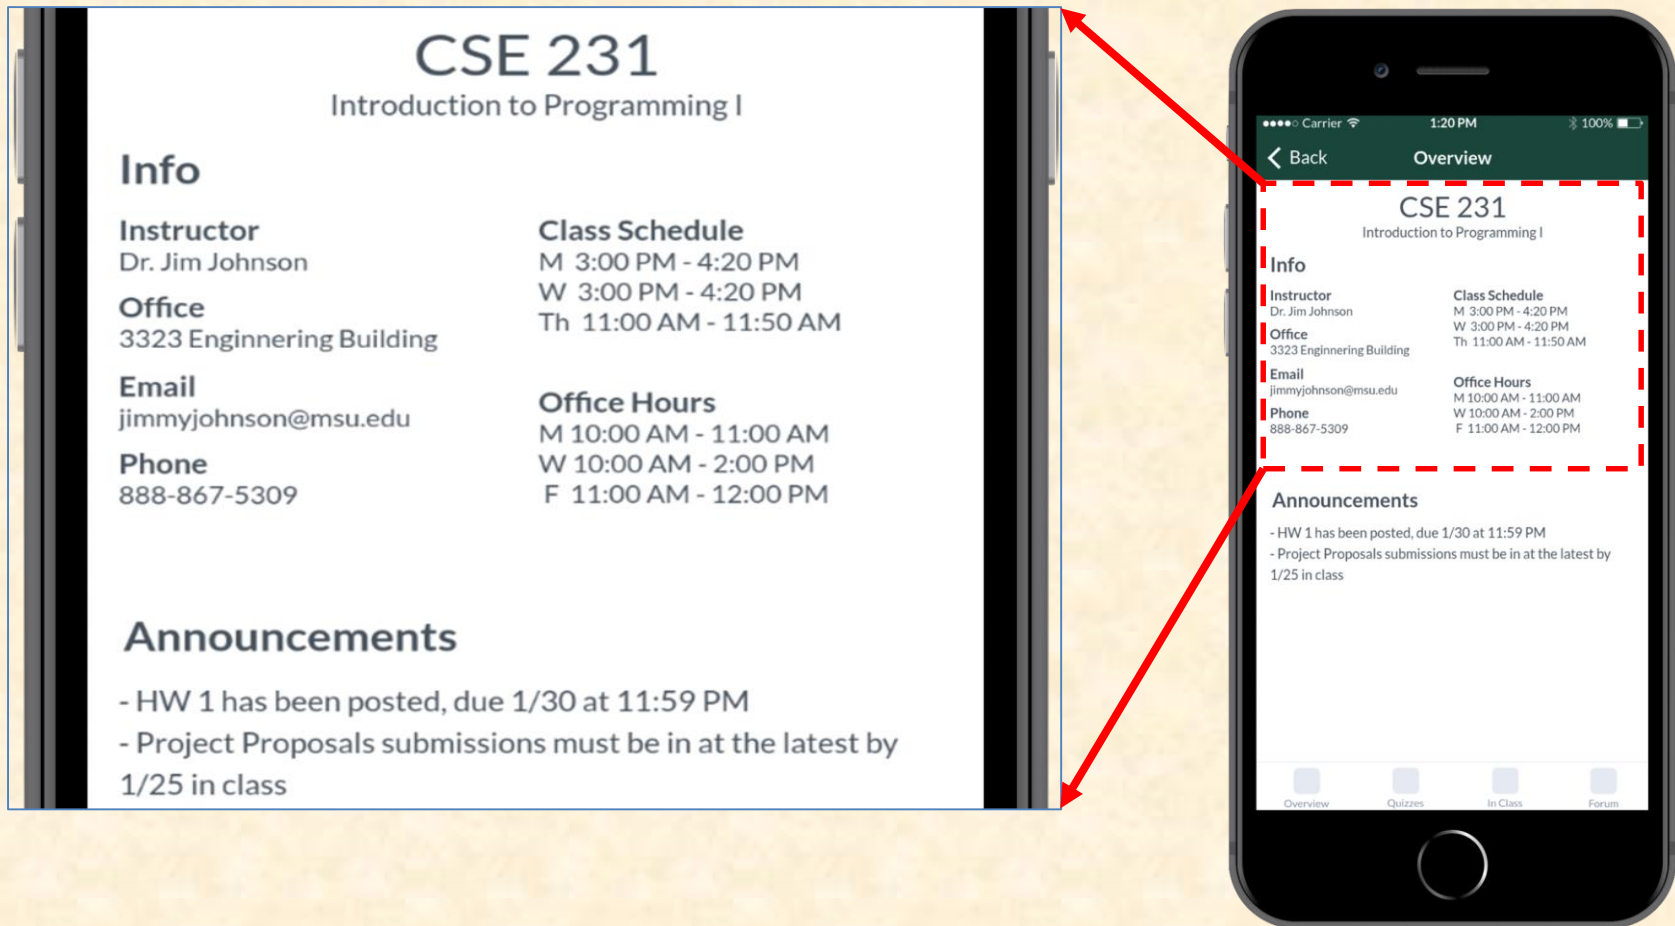 CSE 231
Introduction to Programming I
Info
Instructor
Dr. Jim Johnson
Office
3323 Enginnering Building
Email
jimmyjohnson@msu.edu
Phone
888-867-5309
Class Schedule
M 3:00 PM - 4:20 PM
W 3:00 PM - 4:20 PM
Th 11:00 AM - 11:50 AM
Office Hours
M 10:00 AM - 11:00 AM
W 10:00 AM - 2:00 PM
F 11:00 AM - 12:00 PM
Announcements
- HW 1 has been posted, due 1/30 at 11:59 PM
- Project Proposals submissions must be in at the latest by
1/25 in class
Carrier 1:20 PM 100%
Back Overview
CSE 231
Introduction to Programming I
Info
Instructor
Dr. Jim Johnson
Office
3323 Enginnering Building
Email
jimmyjohnson@msu.edu
Phone
888-867-5309
Class Schedule
M 3:00 PM - 4:20 PM
W 3:00 PM - 4:20 PM
Th 11:00 AM - 11:50 AM
Office Hours
M 10:00 AM - 11:00 AM
W 10:00 AM - 2:00 PM
F 11:00 AM - 12:00 PM
Announcements
- HW 1 has been posted, due 1/30 at 11:59 PM
- Project Proposals submissions must be in at the latest by
1/25 in class
Overview Quizzes In Class Forum